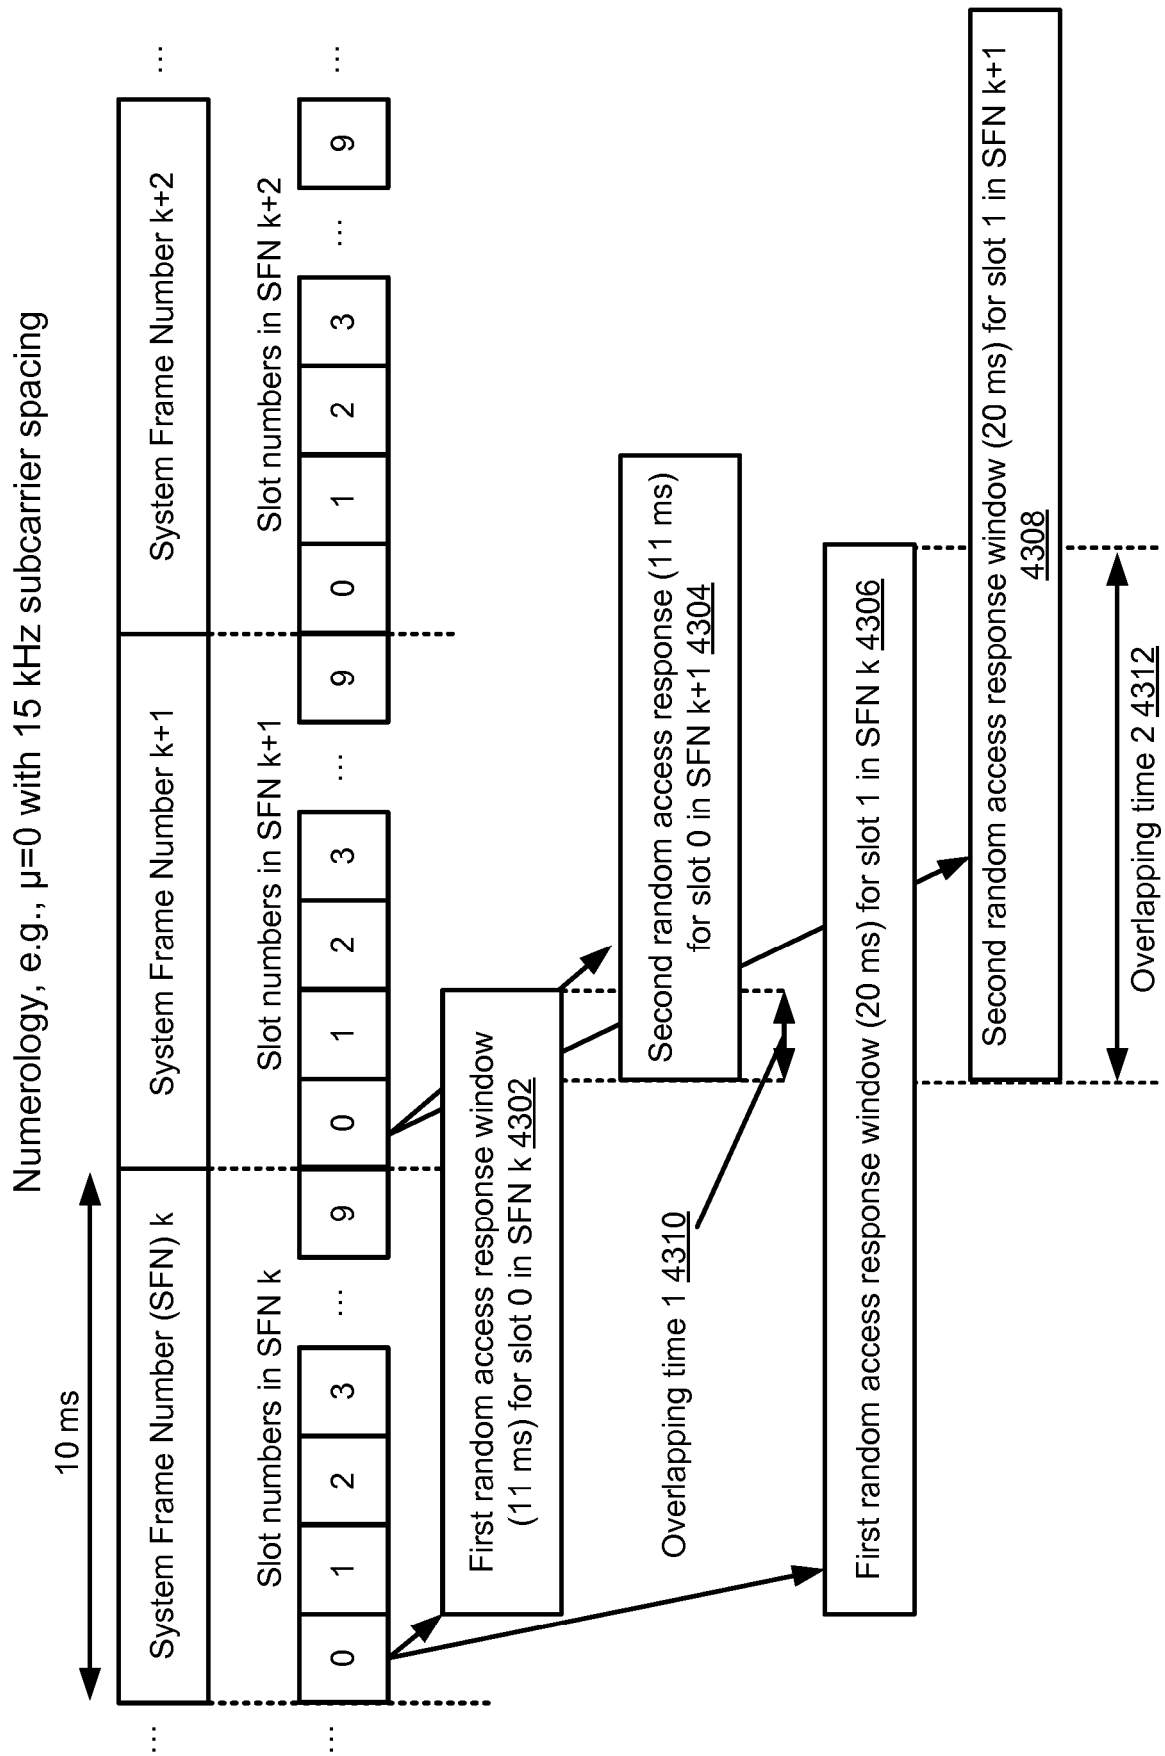 Numerology, e.g., μ=0 with 15 kHz subcarrier spacing
10 ms
... System Frame Number (SFN) k System Frame Number k+1 System Frame Number k+2 ...
Slot numbers in SFN k Slot numbers in SFN k+1 Slot numbers in SFN k+2
... 0 1 2 3 ... 9 0 1 2 3 ... 9 0 1 2 3 ... 9 ...
First random access response window
(11 ms) for slot 0 in SFN k 4302
Second random access response (11 ms)
for slot 0 in SFN k+1 4304
Overlapping time 1 4310
First random access response window (20 ms) for slot 1 in SFN k 4306
Second random access response window (20 ms) for slot 1 in SFN k+1
4308
Overlapping time 2 4312